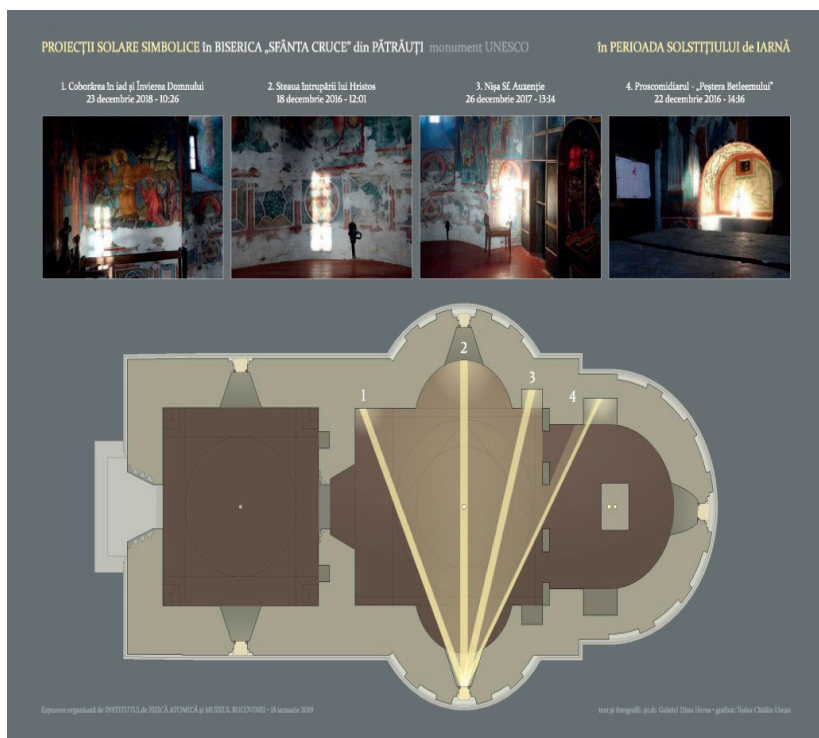 PROIECȚII SOLARE SIMBOLICE în BISERICA „SFÂNTA CRUCE” din PĂTRĂUȚI monument UNESCO
în PERIOADA SOLSTIȚIULUI de IARNĂ
1. Coborârea în iad și Învierea Domnului
23 decembrie 2018 - 10:26
2. Steaua întrupării lui Hristos
18 decembrie 2016 - 12:01
3. Nișa Sf. Auxenție
26 decembrie 2017 - 13:14
4. Proscomidiarul - „Peștera Betleemului”
22 decembrie 2016 - 14:16
1
2
3
4
Expunere organizată de INSTITUTUL de FIZICĂ ATOMICĂ și MUZEUL BUCOVINEI • 18 ianuarie 2019
text și fotografii: pr.dr. Gabriel Dinu Herea • grafica: Tudor Cătălin Urcan